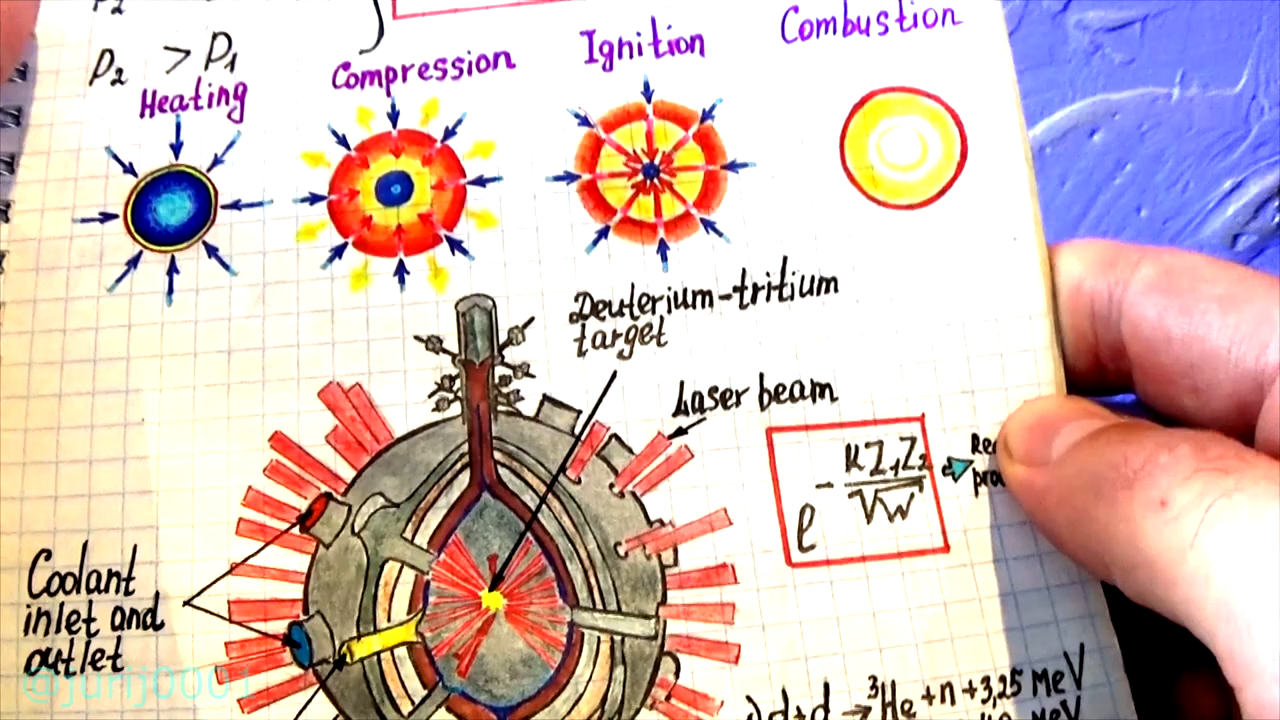 P₂ > P₁
Heating
Compression
Ignition
Combustion
Deuterium-tritium
target
Laser beam
Coolant
inlet and
outlet
@jurij0001
d+d → ³He + n + 3,25 MeV
MeV